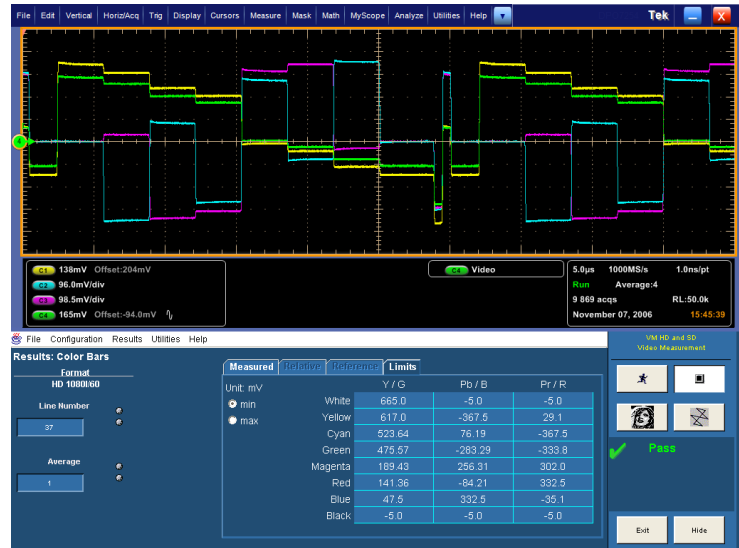 File Edit Vertical Horiz/Acq Trig Display Cursors Measure Mask Math MyScope Analyze Utilities Help Tek X
4
C1 138mV Offset:204mV
C2 96.0mV/div
C3 98.5mV/div
C4 165mV Offset:-94.0mV
C4 Video
5.0µs 1000MS/s 1.0ns/pt
Run Average:4
9 869 acqs RL:50.0k
November 07, 2006 15:45:39
File Configuration Results Utilities Help
VM HD and SD
Video Measurement
Results: Color Bars
Format
HD 1080I/60
Line Number
37
Average
1
Measured Relative Reference Limits
Unit: mV Y / G Pb / B Pr / R
min
max
White 665.0 -5.0 -5.0
Yellow 617.0 -367.5 29.1
Cyan 523.64 76.19 -367.5
Green 475.57 -283.29 -333.8
Magenta 189.43 256.31 302.0
Red 141.36 -84.21 332.5
Blue 47.5 332.5 -35.1
Black -5.0 -5.0 -5.0
Pass
Exit Hide